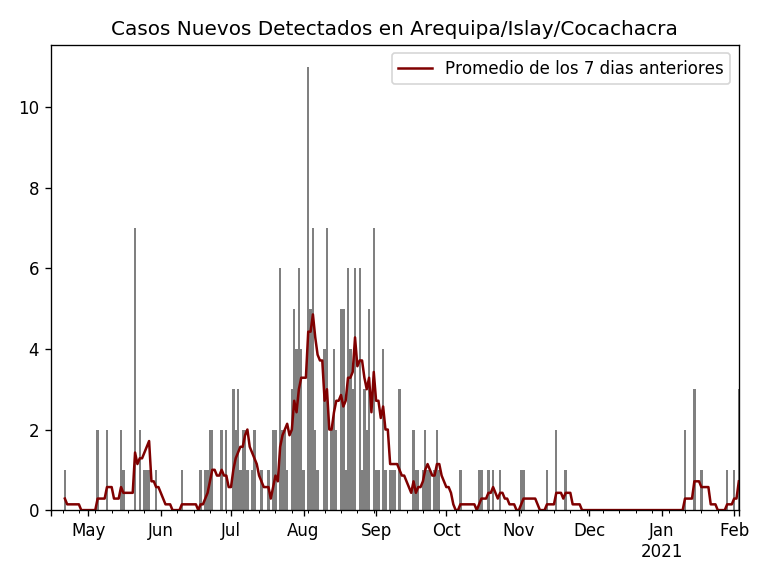 Casos Nuevos Detectados en Arequipa/Islay/Cocachacra
Promedio de los 7 dias anteriores
10
8
6
4
2
0
May Jun Jul Aug Sep Oct Nov Dec Jan Feb
2021